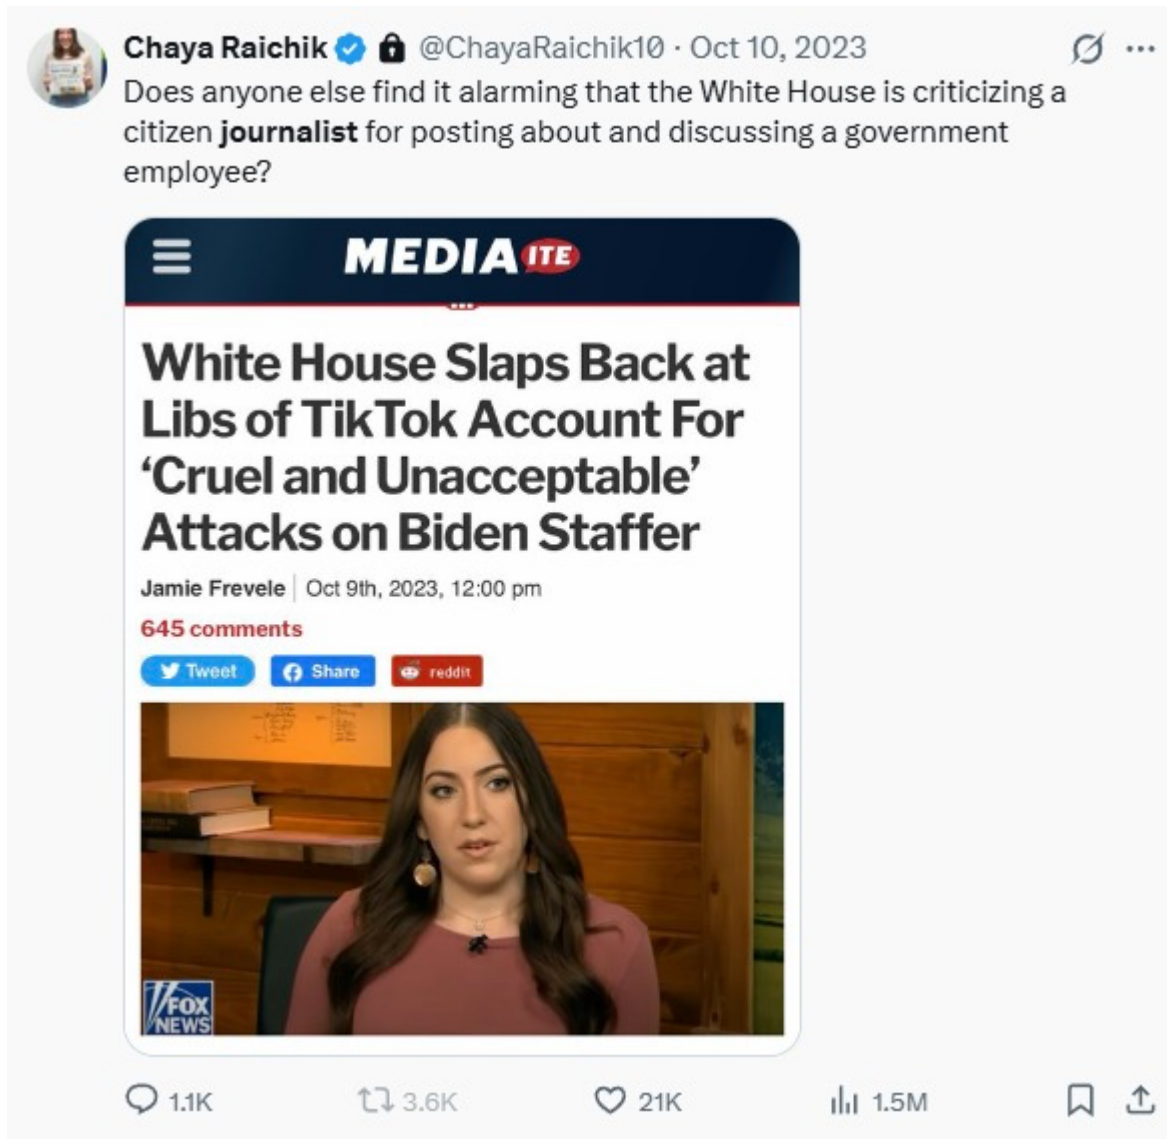 Chaya Raichik @ChayaRaichik10 · Oct 10, 2023
Does anyone else find it alarming that the White House is criticizing a
citizen journalist for posting about and discussing a government
employee?
MEDIAITE
White House Slaps Back at
Libs of TikTok Account For
‘Cruel and Unacceptable’
Attacks on Biden Staffer
Jamie Frevele | Oct 9th, 2023, 12:00 pm
645 comments
Tweet Share reddit
FOX
NEWS
1.1K 3.6K 21K 1.5M